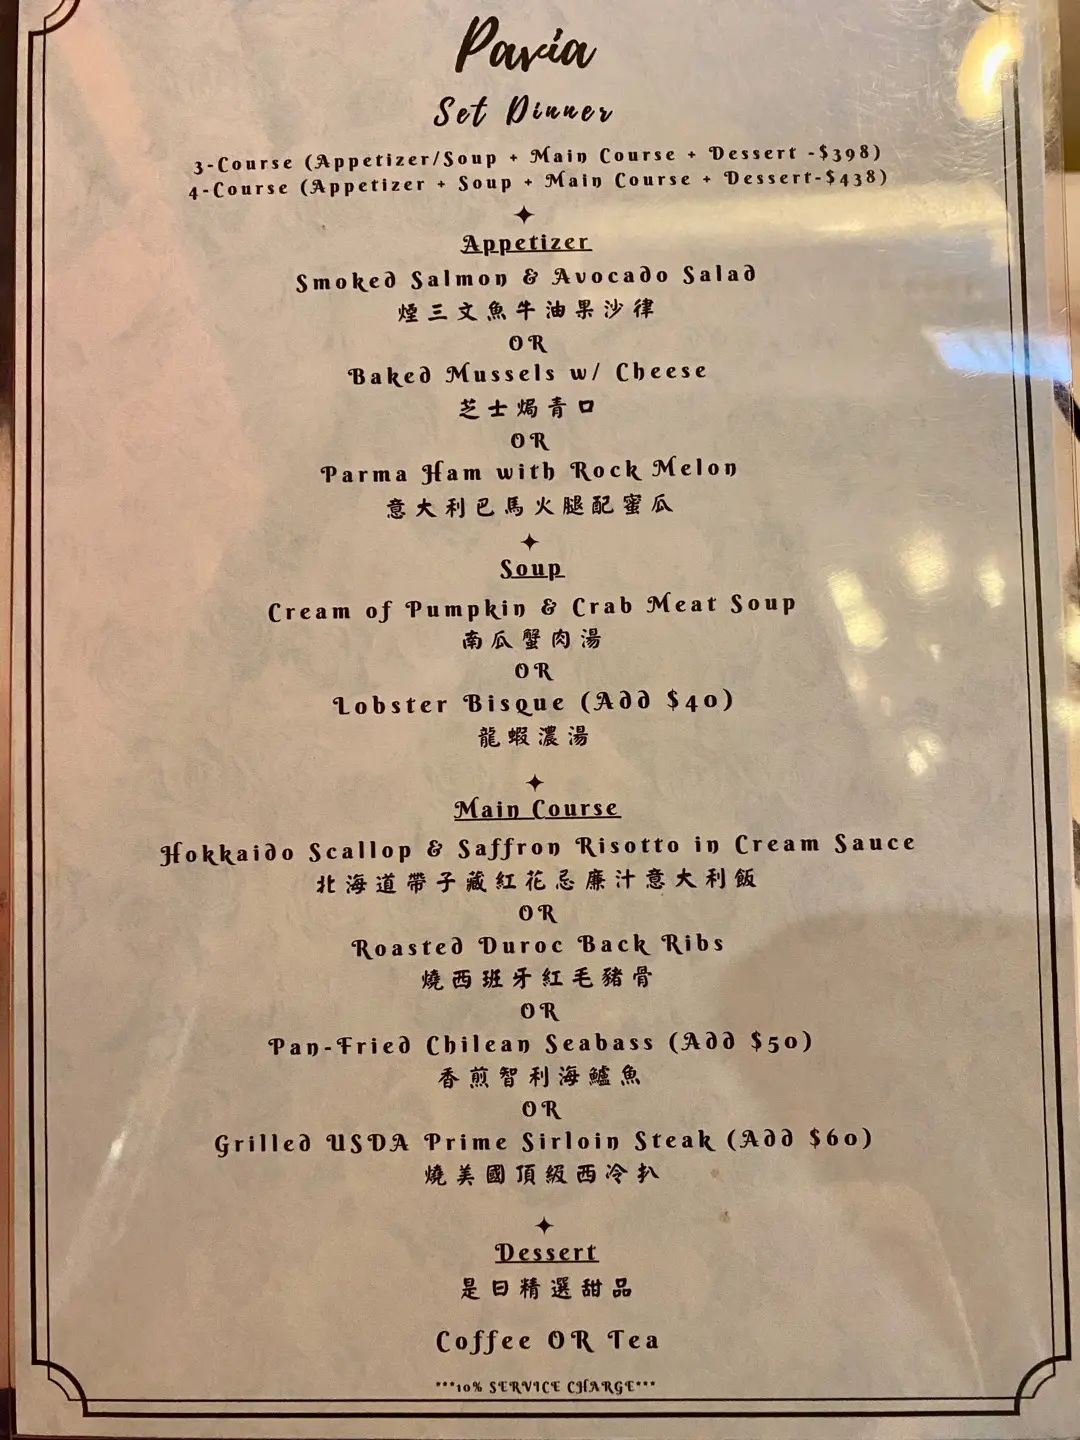 Pavia
Set Dinner
3-Course (Appetizer/Soup + Main Course + Dessert -$398)
4-Course (Appetizer + Soup + Main Course + Dessert-$438)
Appetizer
Smoked Salmon & Avocado Salad
煙三文魚牛油果沙律
OR
Baked Mussels w/ Cheese
芝士焗青口
OR
Parma Ham with Rock Melon
意大利巴馬火腿配蜜瓜
Soup
Cream of Pumpkin & Crab Meat Soup
南瓜蟹肉湯
OR
Lobster Bisque (Add $40)
龍蝦濃湯
Main Course
Hokkaido Scallop & Saffron Risotto in Cream Sauce
北海道帶子藏紅花忌廉汁意大利飯
OR
Roasted Duroc Back Ribs
燒西班牙紅毛豬骨
OR
Pan-Fried Chilean Seabass (Add $50)
香煎智利海鱸魚
OR
Grilled USDA Prime Sirloin Steak (Add $60)
燒美國頂級西冷扒
Dessert
是日精選甜品
Coffee OR Tea
***10% SERVICE CHARGE***